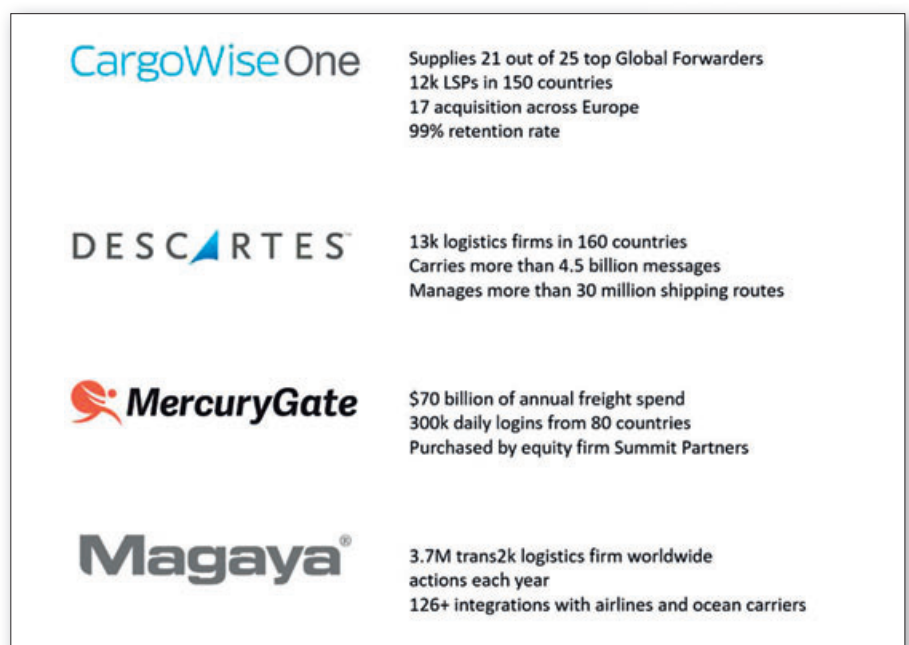 CargoWiseOne
Supplies 21 out of 25 top Global Forwarders
12k LSPs in 150 countries
17 acquisition across Europe
99% retention rate
DESCARTES™
13k logistics firms in 160 countries
Carries more than 4.5 billion messages
Manages more than 30 million shipping routes
MercuryGate
$70 billion of annual freight spend
300k daily logins from 80 countries
Purchased by equity firm Summit Partners
Magaya®
3.7M trans2k logistics firm worldwide
actions each year
126+ integrations with airlines and ocean carriers